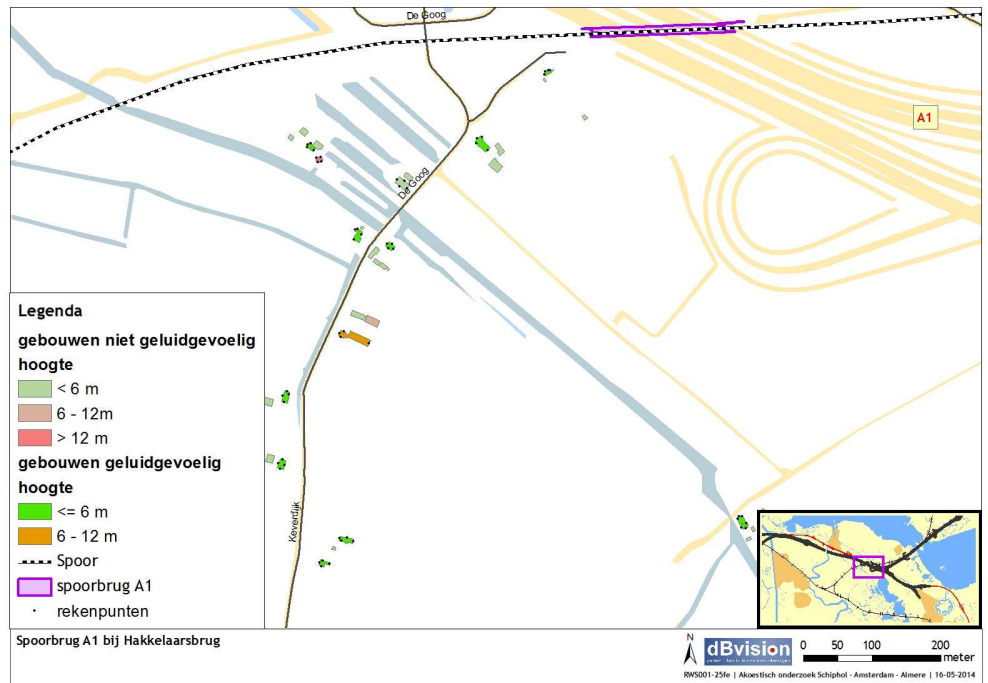 De Goog
A1
De Goog
Keverdijk
Legenda
gebouwen niet geluidgevoelig
hoogte
< 6 m
6 - 12m
> 12 m
gebouwen geluidgevoelig
hoogte
<= 6 m
6 - 12 m
Spoor
spoorbrug A1
rekenpunten
Spoorbrug A1 bij Hakkelaarsbrug
N
dBvision
0 50 100 200
meter
RWS001-25fe | Akoestisch onderzoek Schiphol - Amsterdam - Almere | 16-05-2014